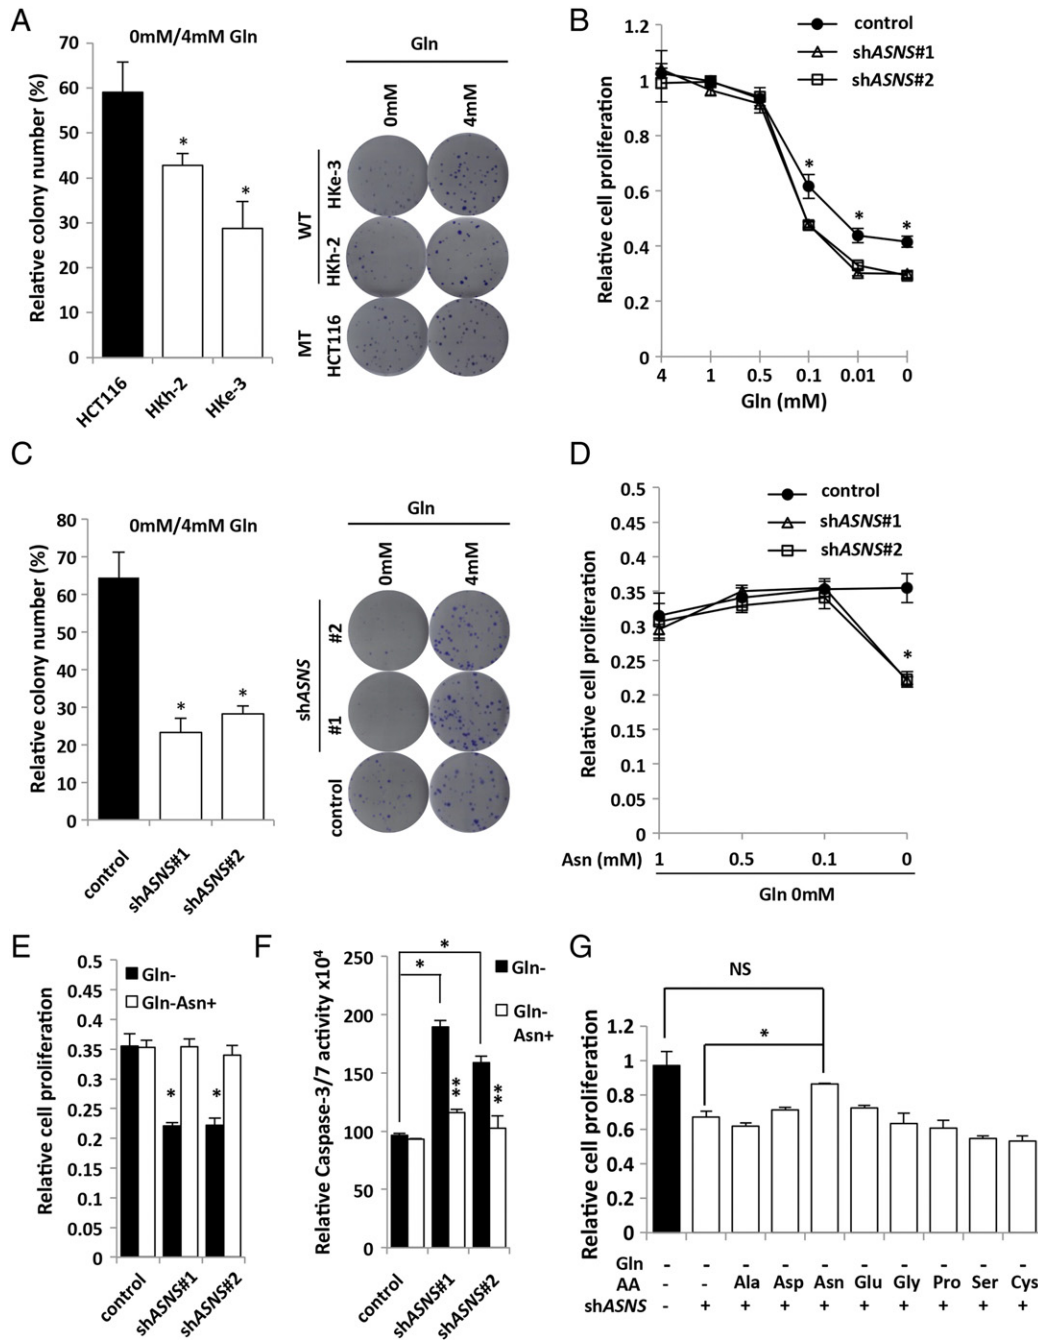 A
0mM/4mM Gln
Relative colony number (%)
70
60
50
40
30
20
10
0
HCT116
HKh-2
HKe-3
*
*
Gln
0mM
4mM
WT
HKe-3
HKh-2
MT
HCT116
B
control
shASNS#1
shASNS#2
Relative cell proliferation
1.2
1
0.8
0.6
0.4
0.2
0
*
*
*
4 1 0.5 0.1 0.01 0
Gln (mM)
C
0mM/4mM Gln
Relative colony number (%)
80
70
60
50
40
30
20
10
0
*
*
control
shASNS#1
shASNS#2
Gln
0mM
4mM
shASNS
#2
#1
control
D
control
shASNS#1
shASNS#2
Relative cell proliferation
0.5
0.45
0.4
0.35
0.3
0.25
0.2
0.15
0.1
0.05
0
*
Asn (mM) 1 0.5 0.1 0
Gln 0mM
E
Gln-
Gln-Asn+
Relative cell proliferation
0.5
0.45
0.4
0.35
0.3
0.25
0.2
0.15
0.1
0.05
0
*
*
control
shASNS#1
shASNS#2
F
Relative Caspase-3/7 activity x10⁴
250
200
150
100
50
0
*
*
**
**
Gln-
Gln-
Asn+
control
shASNS#1
shASNS#2
G
NS
*
Relative cell proliferation
1.2
1
0.8
0.6
0.4
0.2
0
Gln - - - - - - - - - -
AA - - Ala Asp Asn Glu Gly Pro Ser Cys
shASNS - + + + + + + + + +